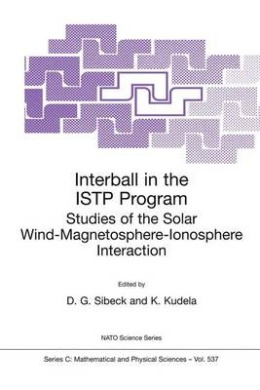 Interball in the
ISTP Program
Studies of the Solar
Wind-Magnetosphere-Ionosphere
Interaction
Edited by
D. G. Sibeck and K. Kudela
NATO Science Series
Series C: Mathematical and Physical Sciences – Vol. 537